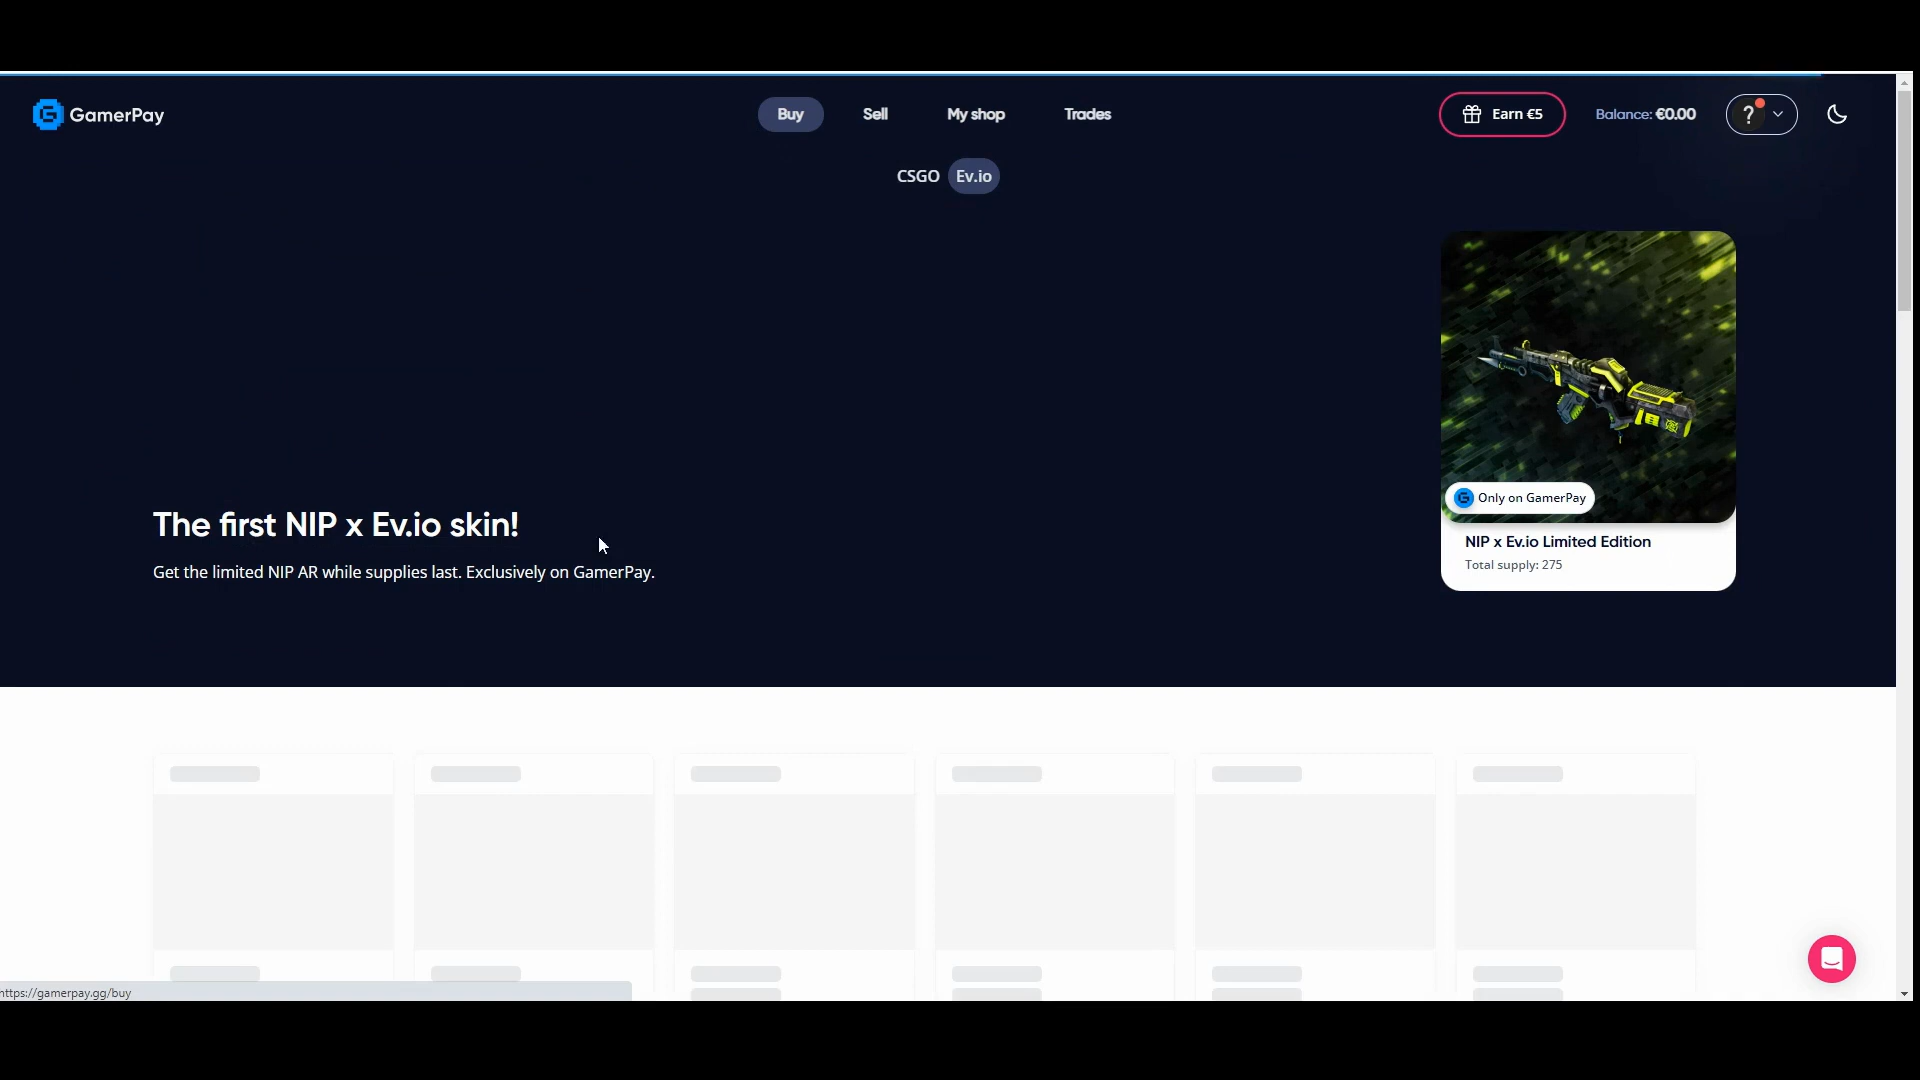 GamerPay
Buy
Sell
My shop
Trades
Earn €5
Balance: €0.00
?
CSGO
Ev.io
The first NIP x Ev.io skin!
Get the limited NIP AR while supplies last. Exclusively on GamerPay.
Only on GamerPay
NIP x Ev.io Limited Edition
Total supply: 275
https://gamerpay.gg/buy